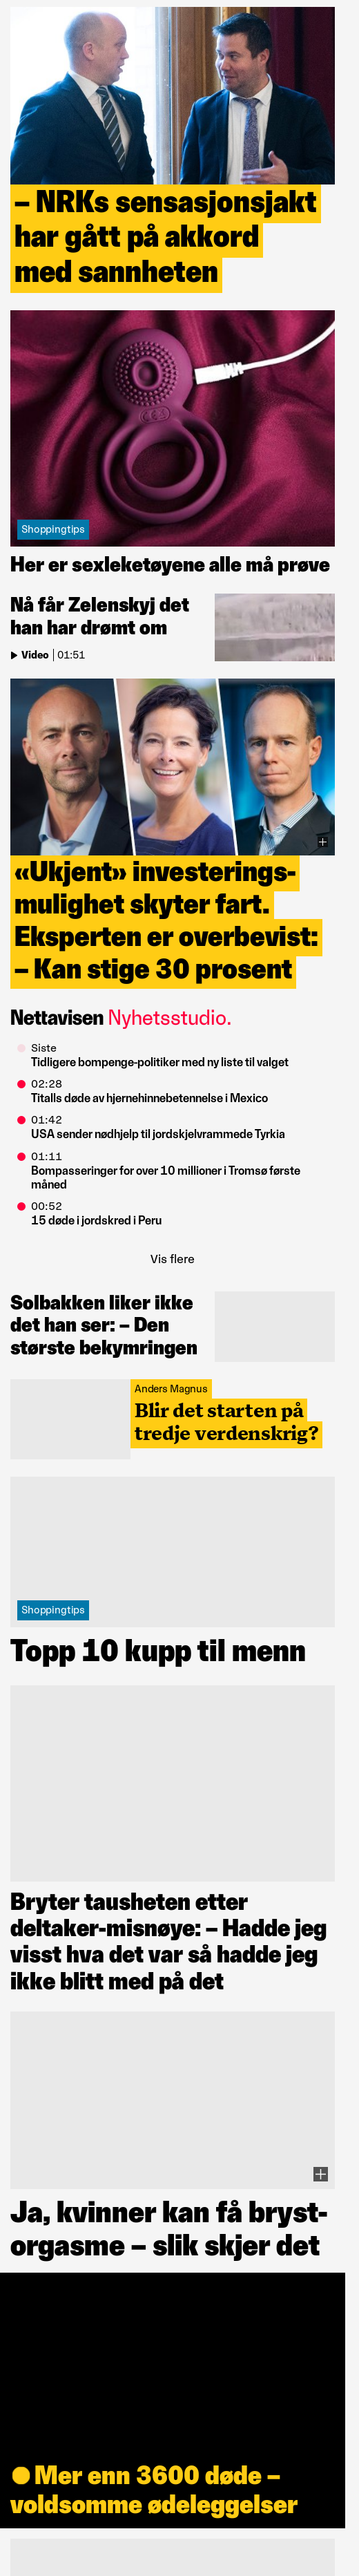 – NRKs sensasjonsjakt
har gått på akkord
med sannheten
Shoppingtips
Her er sexleketøyene alle må prøve
Nå får Zelenskyj det
han har drømt om
Video 01:51
«Ukjent» investerings-
mulighet skyter fart.
Eksperten er overbevist:
– Kan stige 30 prosent
Nettavisen Nyhetsstudio.
Siste
Tidligere bompenge-politiker med ny liste til valget
02:28
Titalls døde av hjernehinnebetennelse i Mexico
01:42
USA sender nødhjelp til jordskjelvrammede Tyrkia
01:11
Bompasseringer for over 10 millioner i Tromsø første
måned
00:52
15 døde i jordskred i Peru
Vis flere
Solbakken liker ikke
det han ser: – Den
største bekymringen
Anders Magnus
Blir det starten på
tredje verdenskrig?
Shoppingtips
Topp 10 kupp til menn
Bryter tausheten etter
deltaker-misnøye: – Hadde jeg
visst hva det var så hadde jeg
ikke blitt med på det
Ja, kvinner kan få bryst-
orgasme – slik skjer det
Mer enn 3600 døde –
voldsomme ødeleggelser